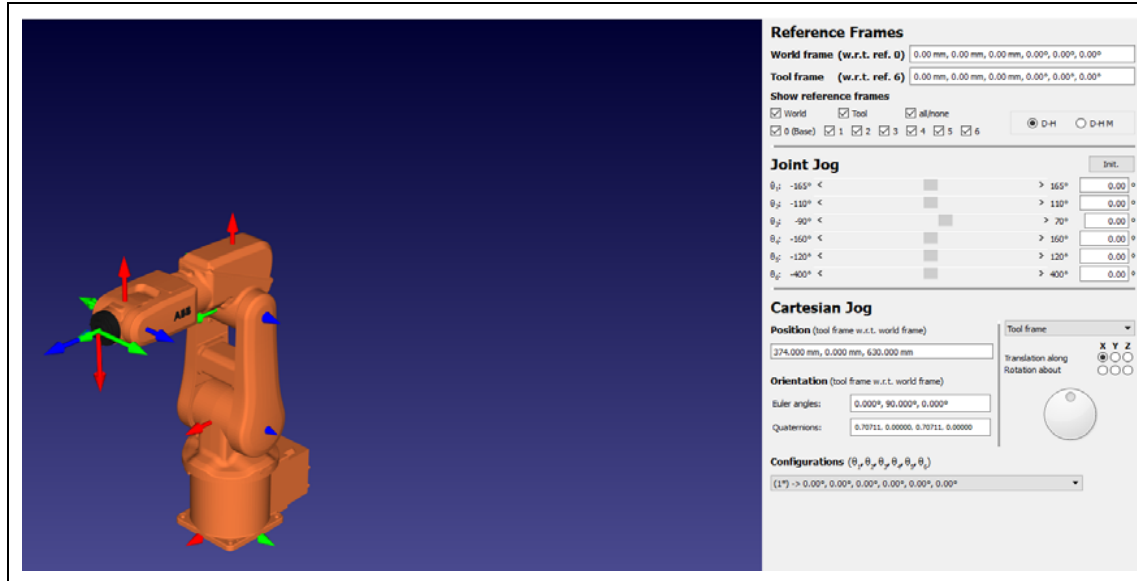 ABB
Reference Frames
World frame (w.r.t. ref. 0) 0.00 mm, 0.00 mm, 0.00 mm, 0.00°, 0.00°, 0.00°
Tool frame (w.r.t. ref. 6) 0.00 mm, 0.00 mm, 0.00 mm, 0.00°, 0.00°, 0.00°
Show reference frames
World Tool all/none
0 (Base) 1 2 3 4 5 6 D-H D-HM
Joint Jog Init.
θ₁: -165° < > 165° 0.00 °
θ₂: -110° < > 110° 0.00 °
θ₃: -90° < > 70° 0.00 °
θ₄: -160° < > 160° 0.00 °
θ₅: -120° < > 120° 0.00 °
θ₆: -400° < > 400° 0.00 °
Cartesian Jog
Position (tool frame w.r.t. world frame) Tool frame
374.000 mm, 0.000 mm, 630.000 mm
X Y Z
Translation along
Rotation about
Orientation (tool frame w.r.t. world frame)
Euler angles: 0.000°, 90.000°, 0.000°
Quaternions: 0.70711, 0.00000, 0.70711, 0.00000
Configurations (θ₁,θ₂,θ₃,θ₄,θ₅,θ₆)
(1*) -> 0.00°, 0.00°, 0.00°, 0.00°, 0.00°, 0.00°